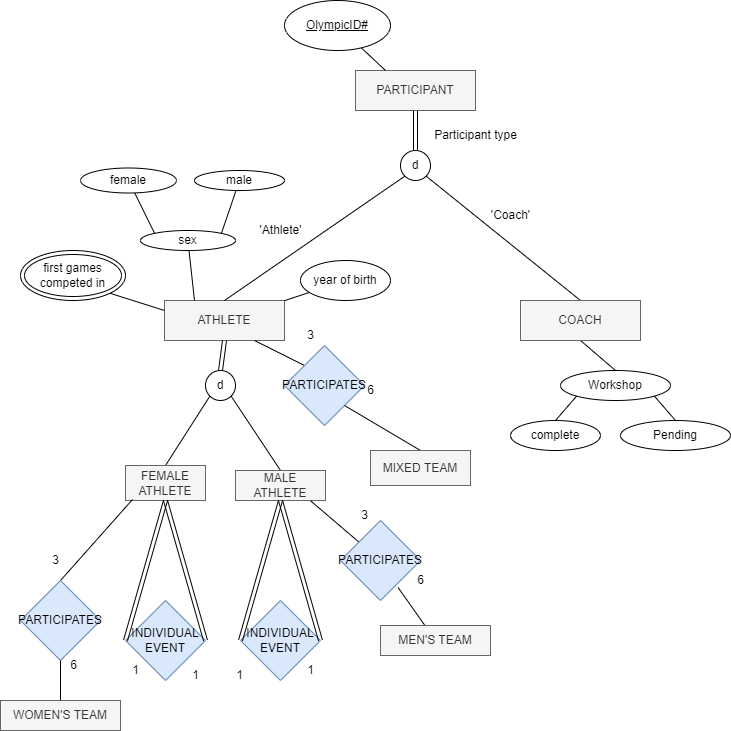 OlympicID#
PARTICIPANT
Participant type
d
female
male
'Athlete'
'Coach'
sex
first games
competed in
year of birth
ATHLETE
COACH
3
d
PARTICIPATES
6
Workshop
complete
Pending
MIXED TEAM
FEMALE
ATHLETE
MALE
ATHLETE
3
3
PARTICIPATES
6
PARTICIPATES
INDIVIDUAL
EVENT
INDIVIDUAL
EVENT
MEN'S TEAM
6
1
1
1
1
WOMEN'S TEAM